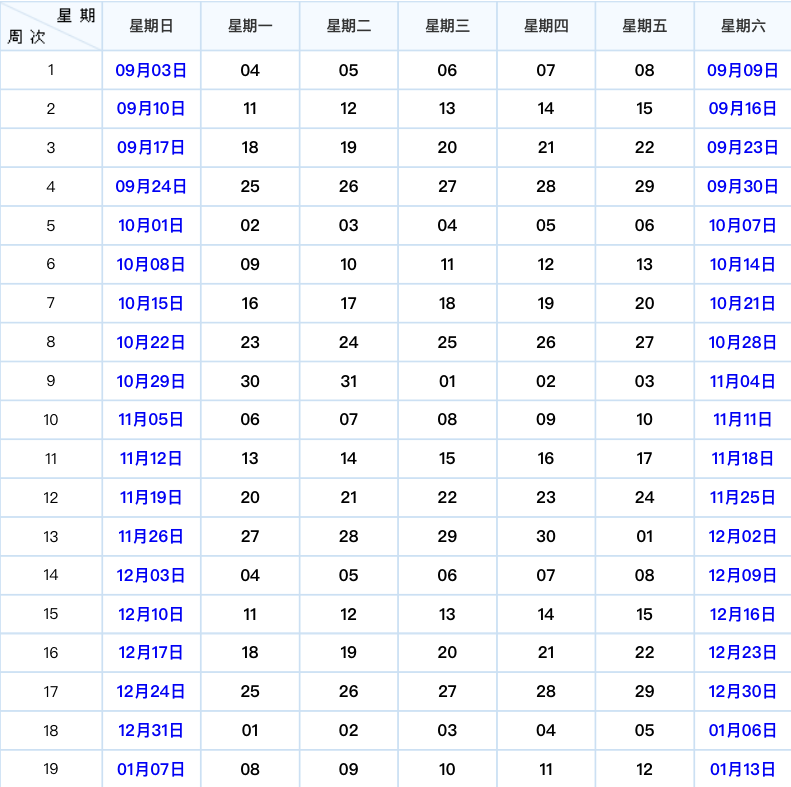 星 期
周 次
星期日 星期一 星期二 星期三 星期四 星期五 星期六
1 09月03日 04 05 06 07 08 09月09日
2 09月10日 11 12 13 14 15 09月16日
3 09月17日 18 19 20 21 22 09月23日
4 09月24日 25 26 27 28 29 09月30日
5 10月01日 02 03 04 05 06 10月07日
6 10月08日 09 10 11 12 13 10月14日
7 10月15日 16 17 18 19 20 10月21日
8 10月22日 23 24 25 26 27 10月28日
9 10月29日 30 31 01 02 03 11月04日
10 11月05日 06 07 08 09 10 11月11日
11 11月12日 13 14 15 16 17 11月18日
12 11月19日 20 21 22 23 24 11月25日
13 11月26日 27 28 29 30 01 12月02日
14 12月03日 04 05 06 07 08 12月09日
15 12月10日 11 12 13 14 15 12月16日
16 12月17日 18 19 20 21 22 12月23日
17 12月24日 25 26 27 28 29 12月30日
18 12月31日 01 02 03 04 05 01月06日
19 01月07日 08 09 10 11 12 01月13日